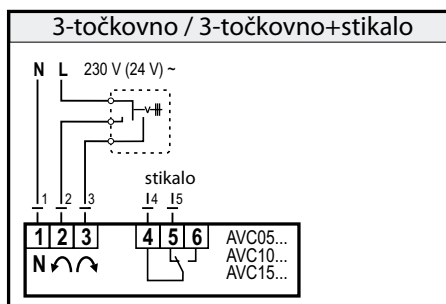 3-točkovno / 3-točkovno+stikalo
N L 230 V (24 V) ~
stikalo
1 2 3 4 5
1 2 3 4 5 6 AVC05...
N AVC10...
AVC15...